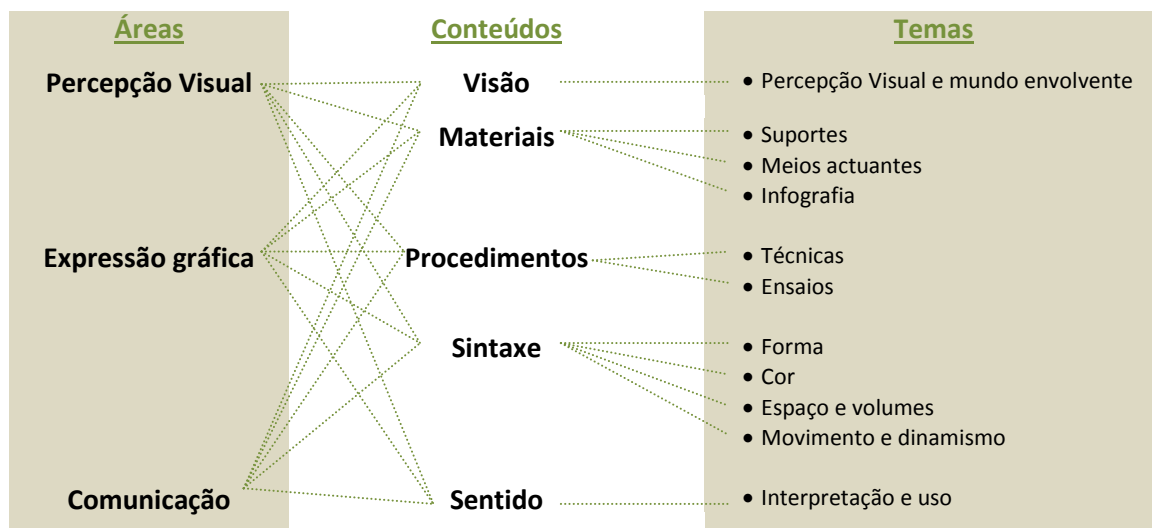 Áreas
Conteúdos
Temas
Percepção Visual
Visão
• Percepção Visual e mundo envolvente
Materiais
• Suportes
• Meios actuantes
• Infografia
Expressão gráfica
Procedimentos
• Técnicas
• Ensaios
Sintaxe
• Forma
• Cor
• Espaço e volumes
• Movimento e dinamismo
Comunicação
Sentido
• Interpretação e uso